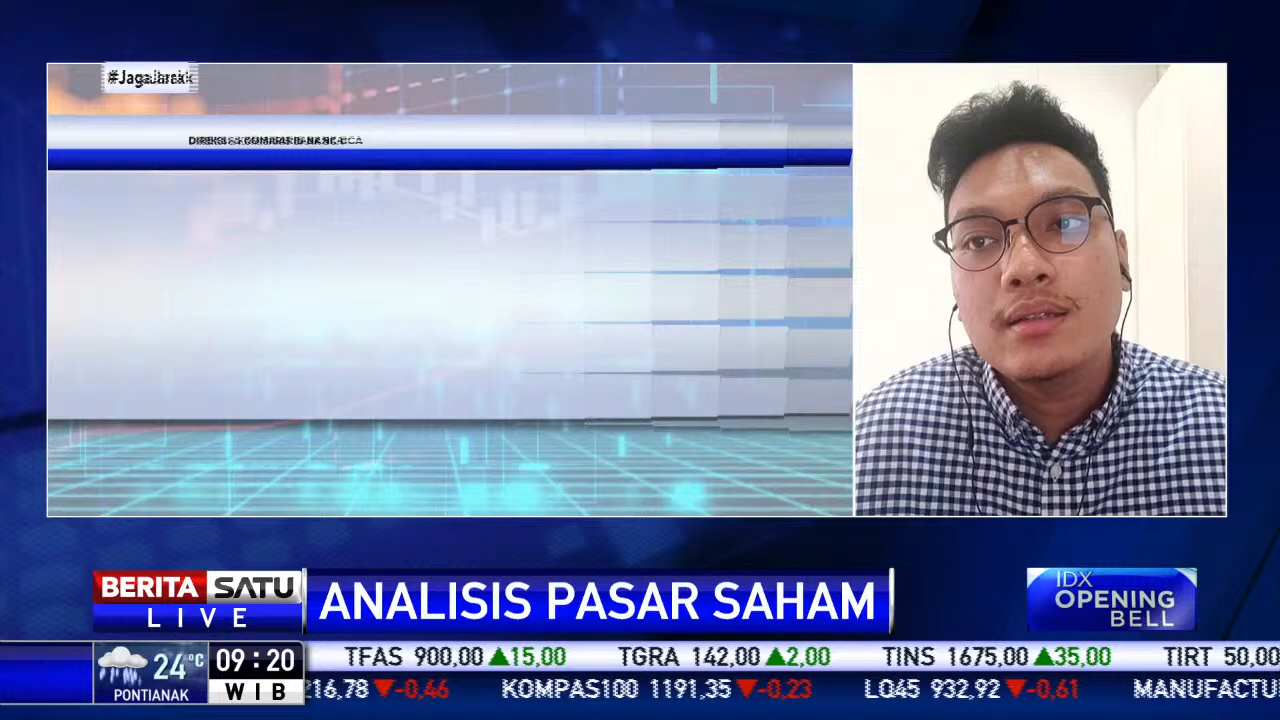 #JagaJarak
BERITA SATU
LIVE
ANALISIS PASAR SAHAM
IDX
OPENING
BELL
24°C
PONTIANAK
09:20
WIB
TFAS 900,00 ▲15,00 TGRA 142,00 ▲2,00 TINS 1675,00 ▲35,00 TIRT 50,00
216,78 ▼-0,46 KOMPAS100 1191,35 ▼-0,23 LQ45 932,92 ▼-0,61 MANUFACTU